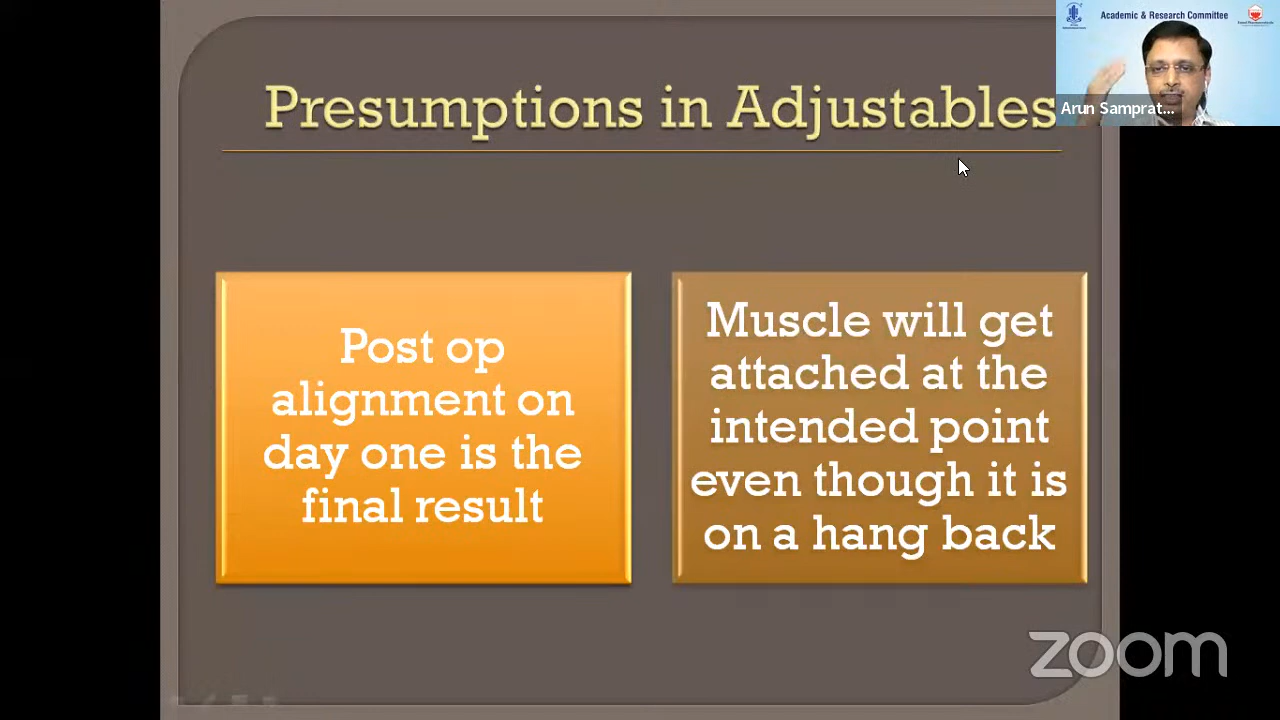 Academic & Research Committee
Arun Samprat...
Presumptions in Adjustables
Post op
alignment on
day one is the
final result
Muscle will get
attached at the
intended point
even though it is
on a hang back
zoom